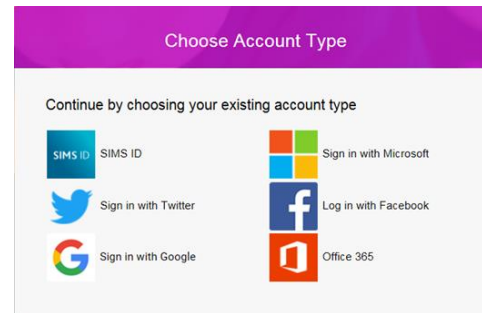 Choose Account Type
Continue by choosing your existing account type
SIMS ID SIMS ID
Sign in with Microsoft
Sign in with Twitter
f Log in with Facebook
G Sign in with Google
Office 365